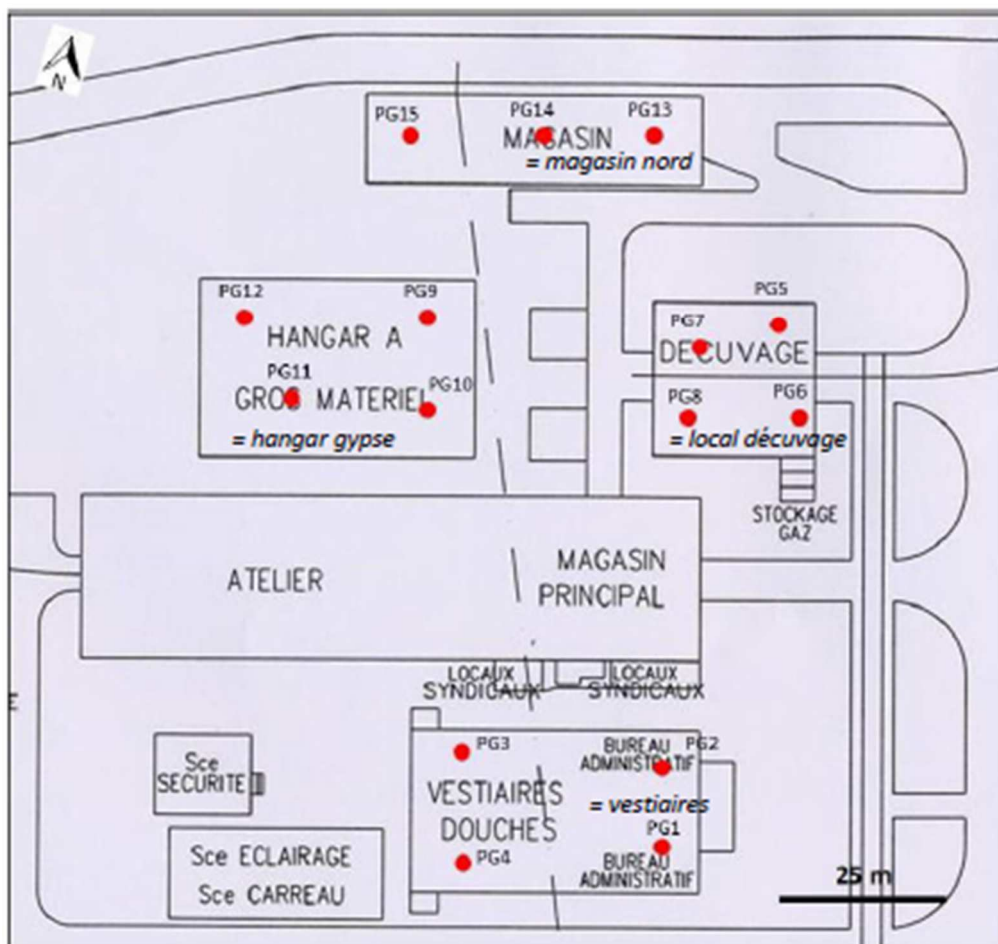 N
PG15
PG14
PG13
MAGASIN
= magasin nord
PG12
PG9
HANGAR A
PG11
GROS MATERIEL
PG10
= hangar gypse
PG5
PG7
DECUVAGE
PG8
PG6
= local décuvage
STOCKAGE
GAZ
ATELIER
MAGASIN
PRINCIPAL
LOCAUX
SYNDICAUX
LOCAUX
SYNDICAUX
E
Sce
SECURITE
Sce ECLAIRAGE
Sce CARREAU
PG3
VESTIAIRES
DOUCHES
PG4
BUREAU
ADMINISTRATIF
PG2
= vestiaires
PG1
BUREAU
ADMINISTRATIF
25 m